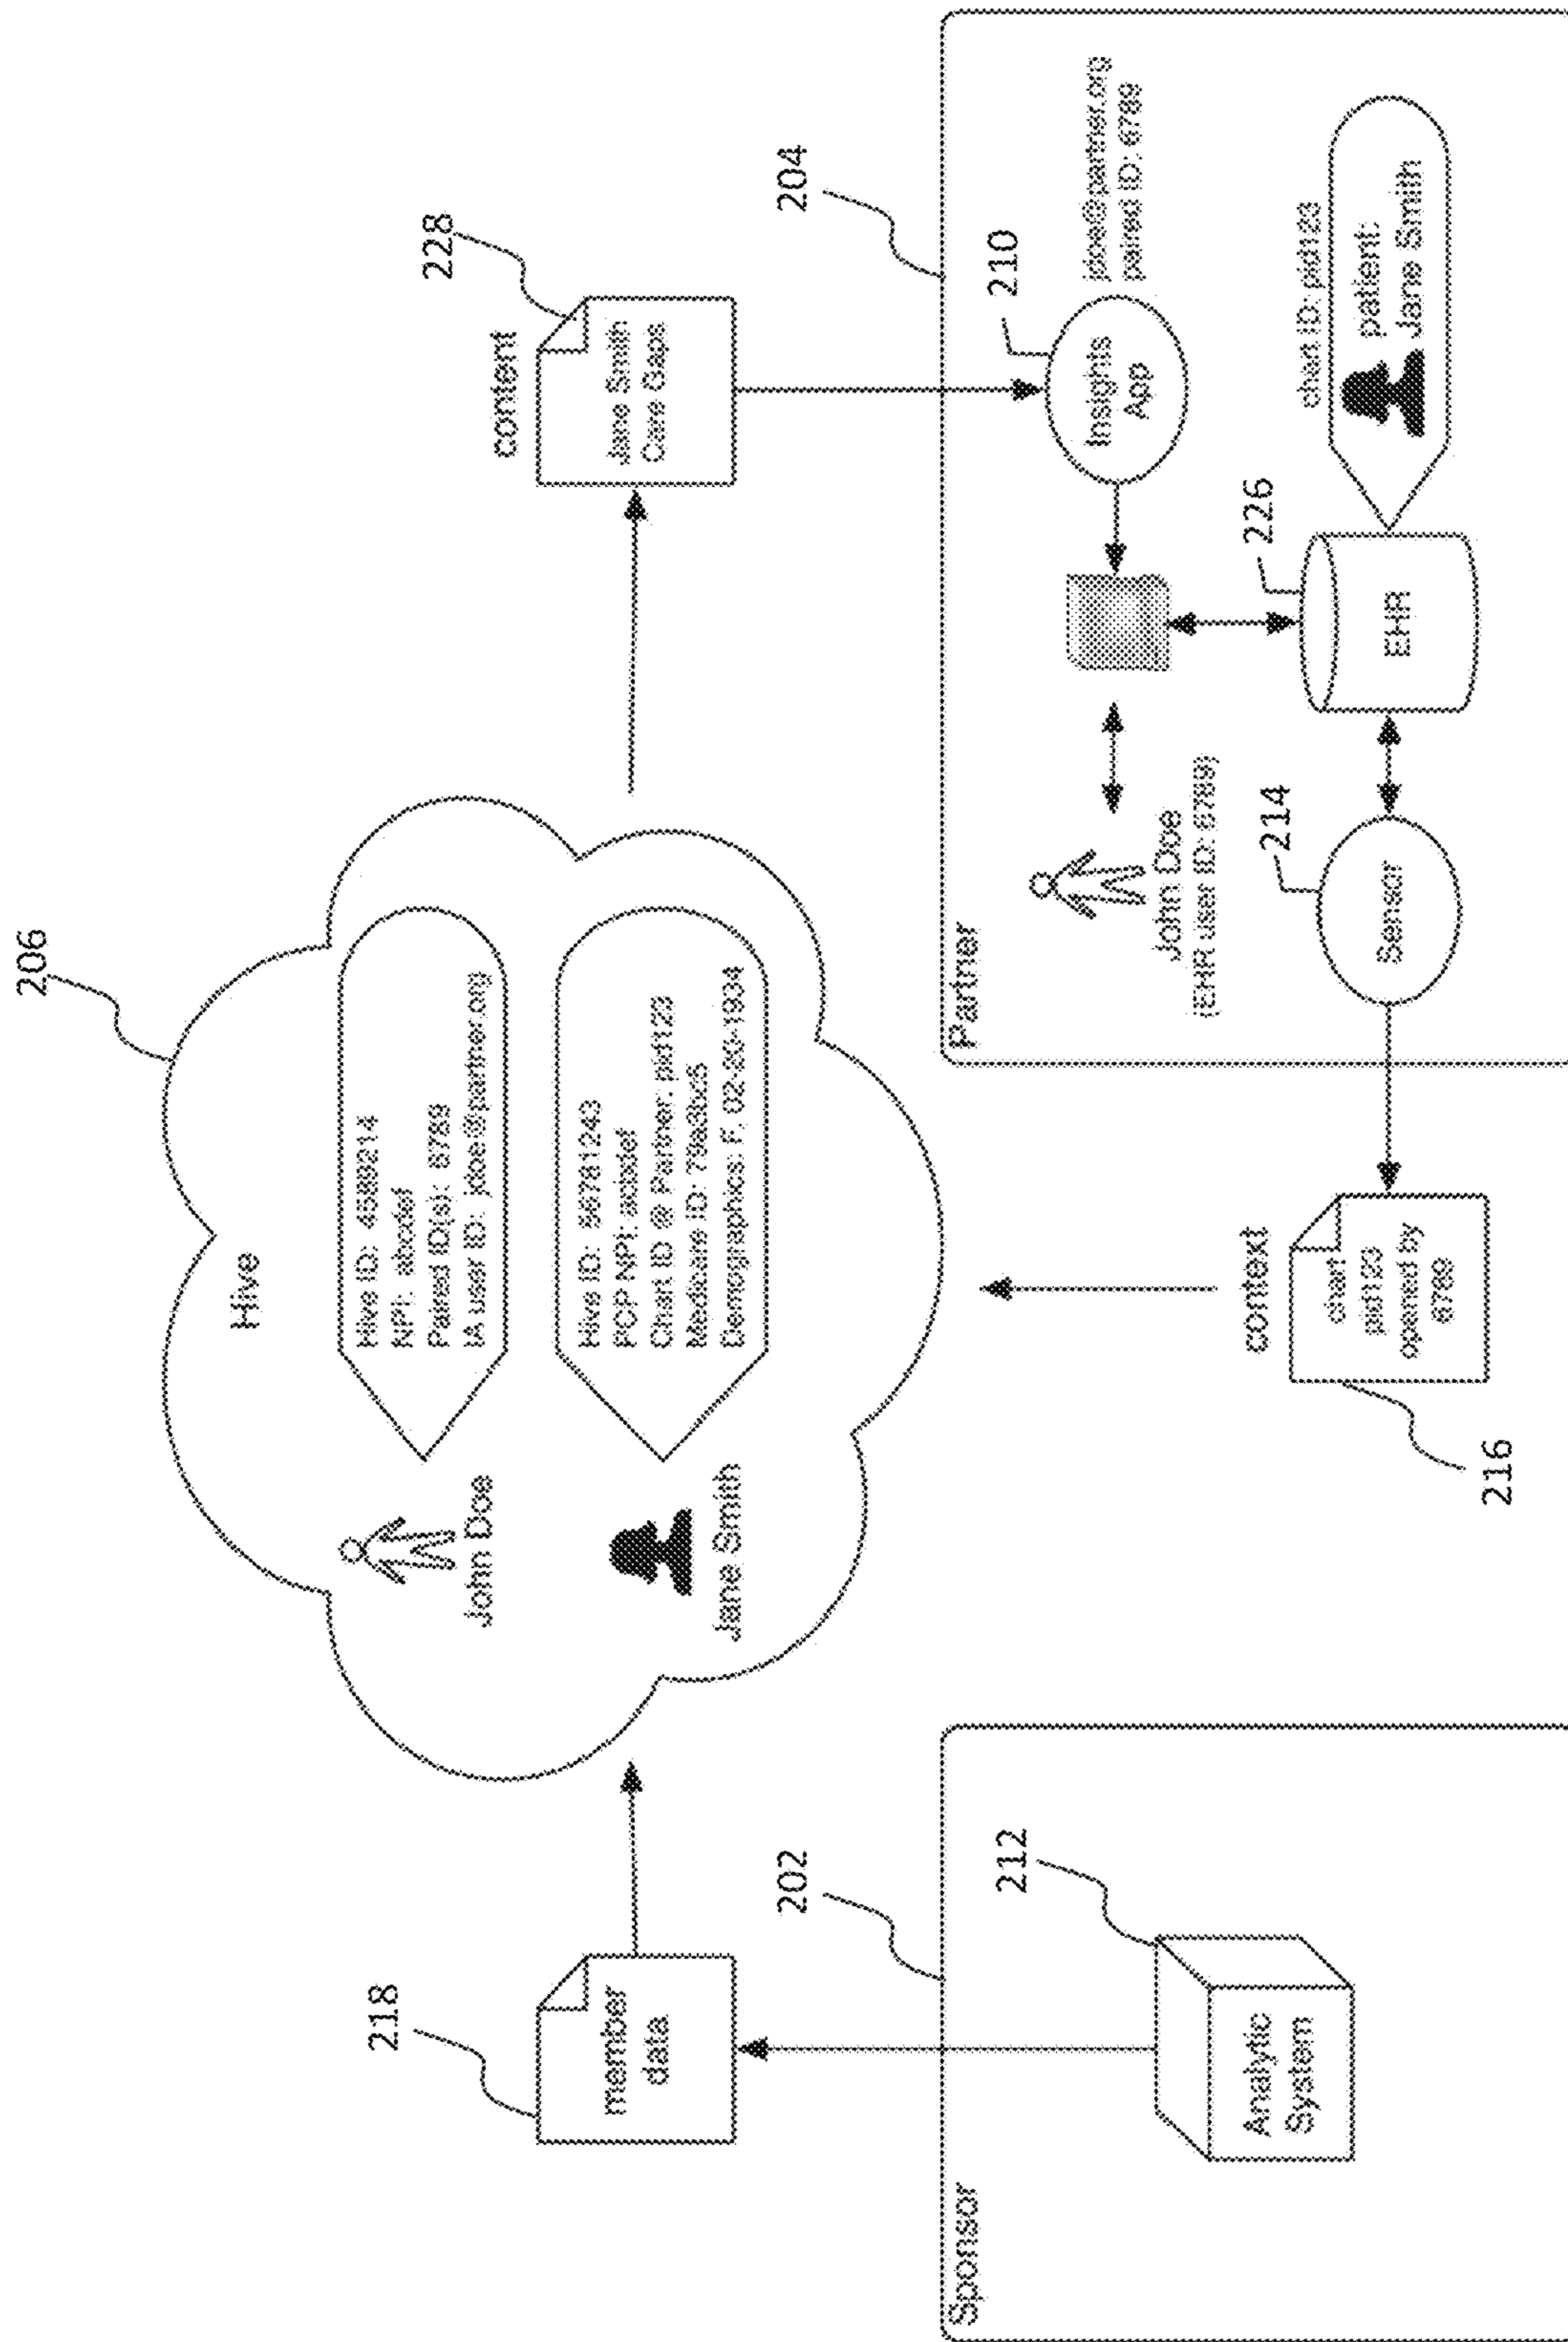 206
Hive
John Doe
Hive ID: 4589214
NPI: abcdef
Paired ID(s): 6789
IA user ID: jdoe@partner.org
Jane Smith
Hive ID: 56781243
PCP NPI: acbdef
Chart ID @ Partner: pid123
Medicare ID: 79a3bc5
Demographics: F, 02-20-1934
218
member
data
content
228
Jane Smith
Care Gaps
202
Sponsor
212
Analytic
System
context
216
chart
pid123
opened by
6789
204
Partner
John Doe
(EHR user ID: 6789)
210
Insights
App
jdoe@partner.org
paired ID: 6789
214
Sensor
226
EHR
chart ID: pid123
patient:
Jane Smith